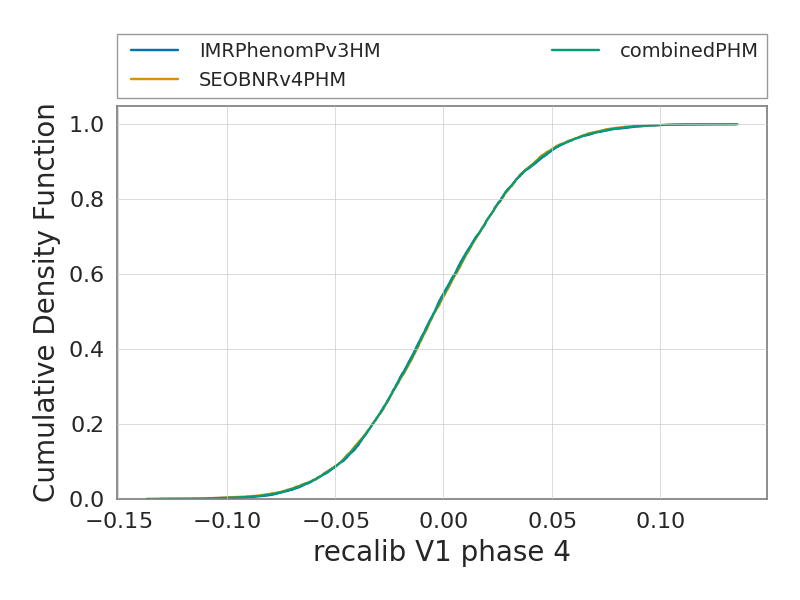 IMRPhenomPv3HM
SEOBNRv4PHM
combinedPHM
Cumulative Density Function
1.0
0.8
0.6
0.4
0.2
0.0
−0.15 −0.10 −0.05 0.00 0.05 0.10
recalib V1 phase 4